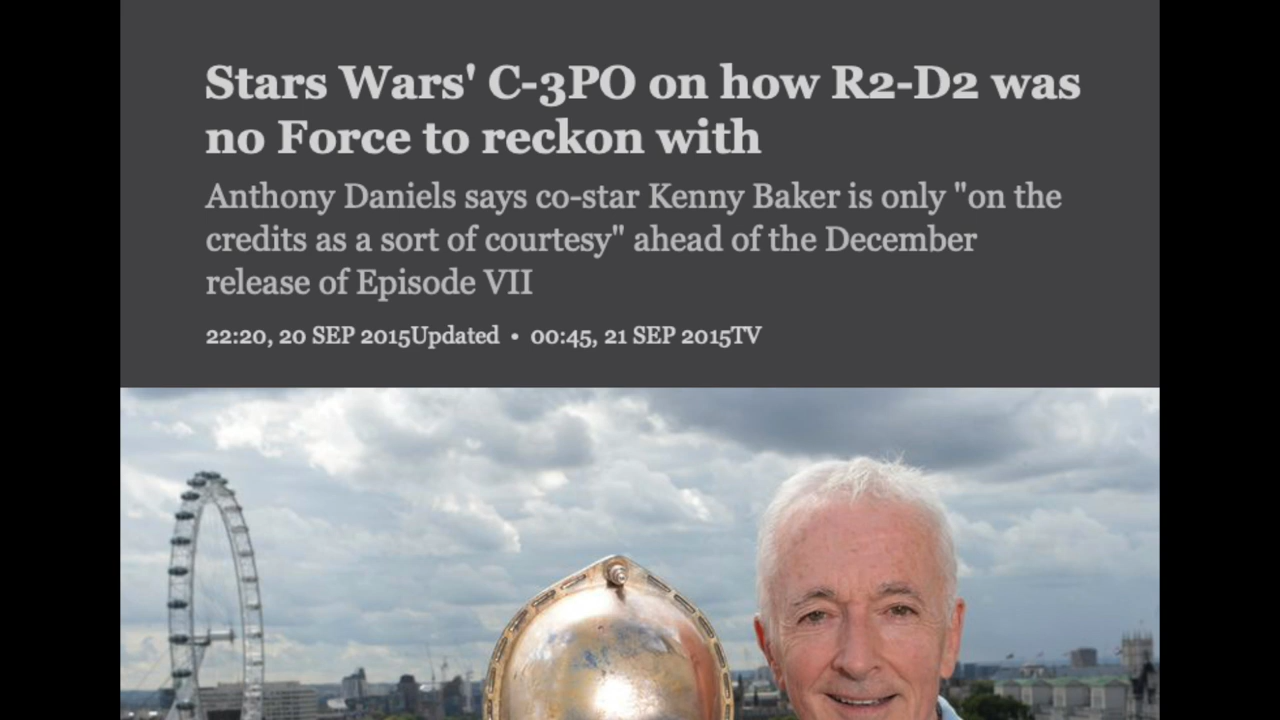 Stars Wars' C-3PO on how R2-D2 was
no Force to reckon with
Anthony Daniels says co-star Kenny Baker is only "on the
credits as a sort of courtesy" ahead of the December
release of Episode VII
22:20, 20 SEP 2015Updated • 00:45, 21 SEP 2015TV